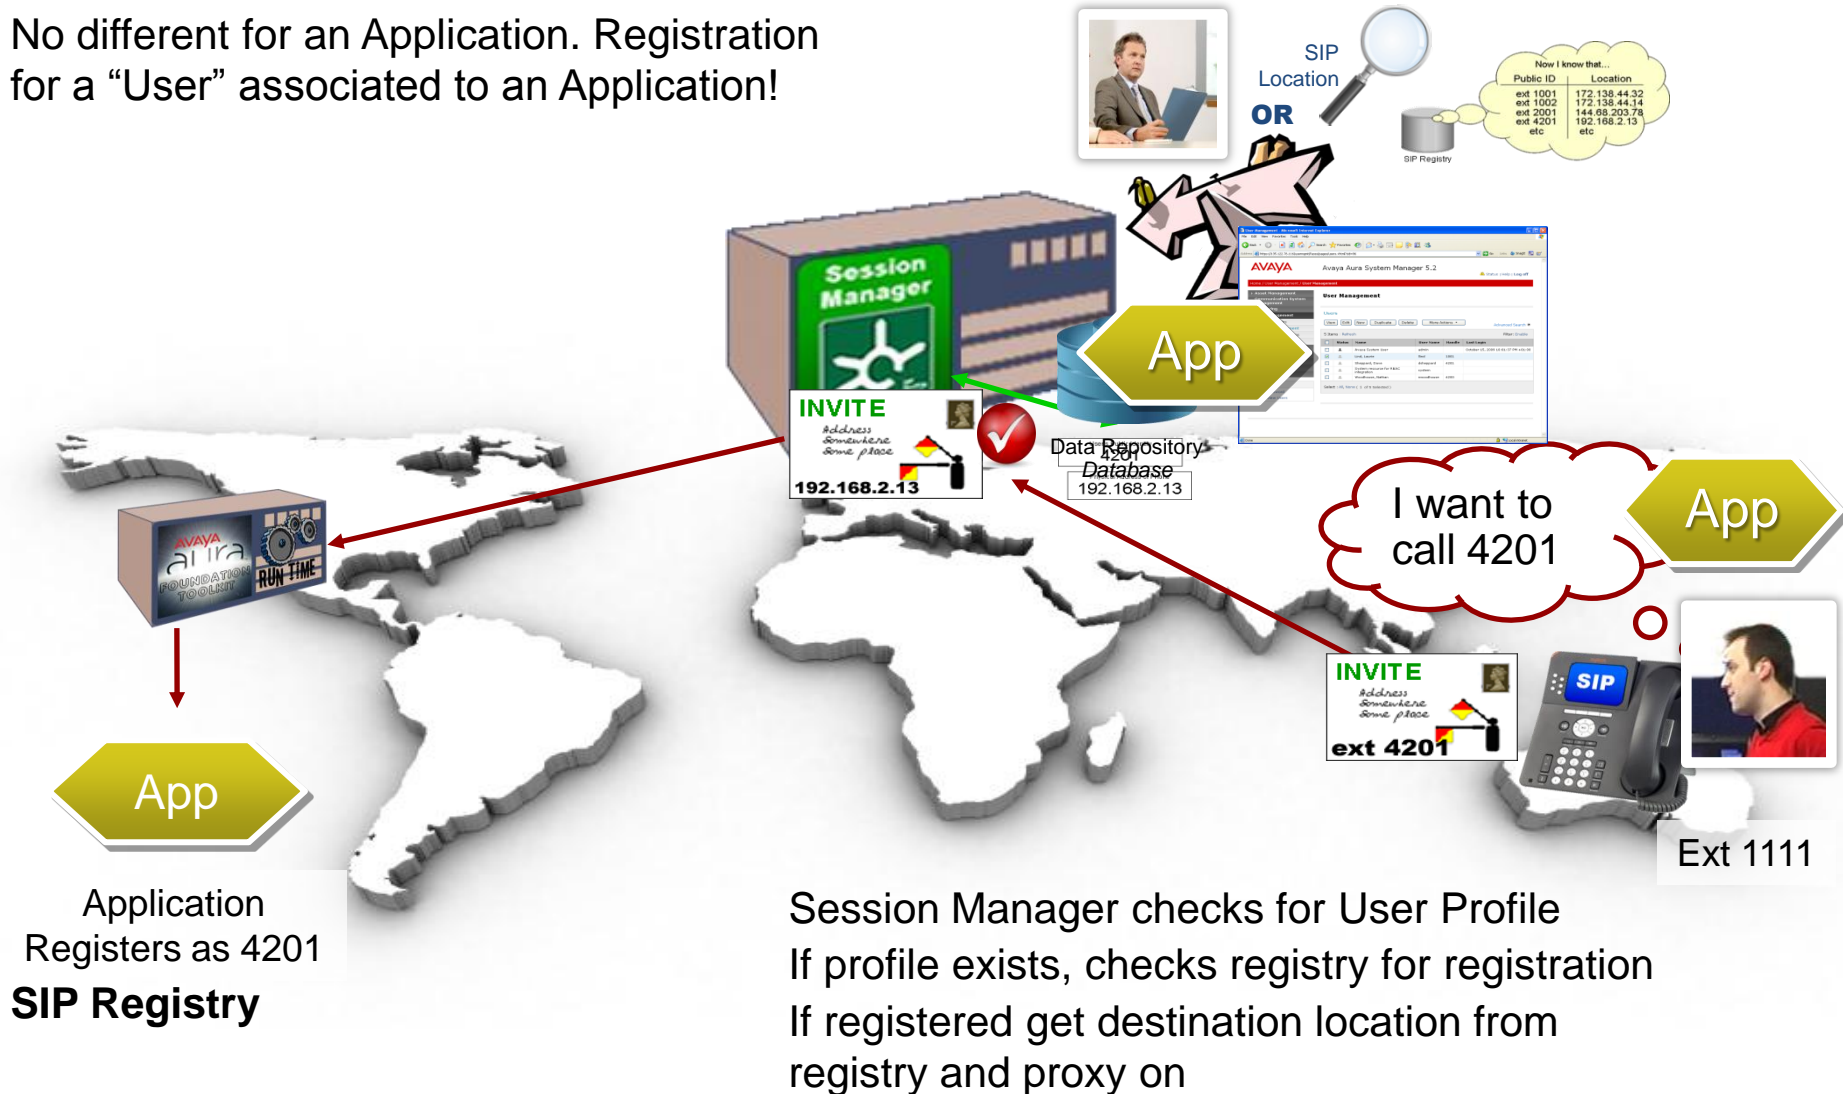 No different for an Application. Registration
for a “User” associated to an Application!
SIP
Location
OR
Now I know that...
Public ID Location
ext 1001 172.138.44.32
ext 1002 172.138.44.14
ext 2001 144.68.203.78
ext 4201 192.168.2.13
etc etc
SIP Registry
Session
Manager
AVAYA
Avaya Aura System Manager 5.2
User Management
App
INVITE
Address
Somewhere
Some place
192.168.2.13
Data Repository
4201
Database
192.168.2.13
I want to
call 4201
App
AVAYA
aura
FOUNDATION
TOOLKIT
RUN TIME
INVITE
Address
Somewhere
Some place
ext 4201
SIP
App
Ext 1111
Application
Registers as 4201
SIP Registry
Session Manager checks for User Profile
If profile exists, checks registry for registration
If registered get destination location from
registry and proxy on